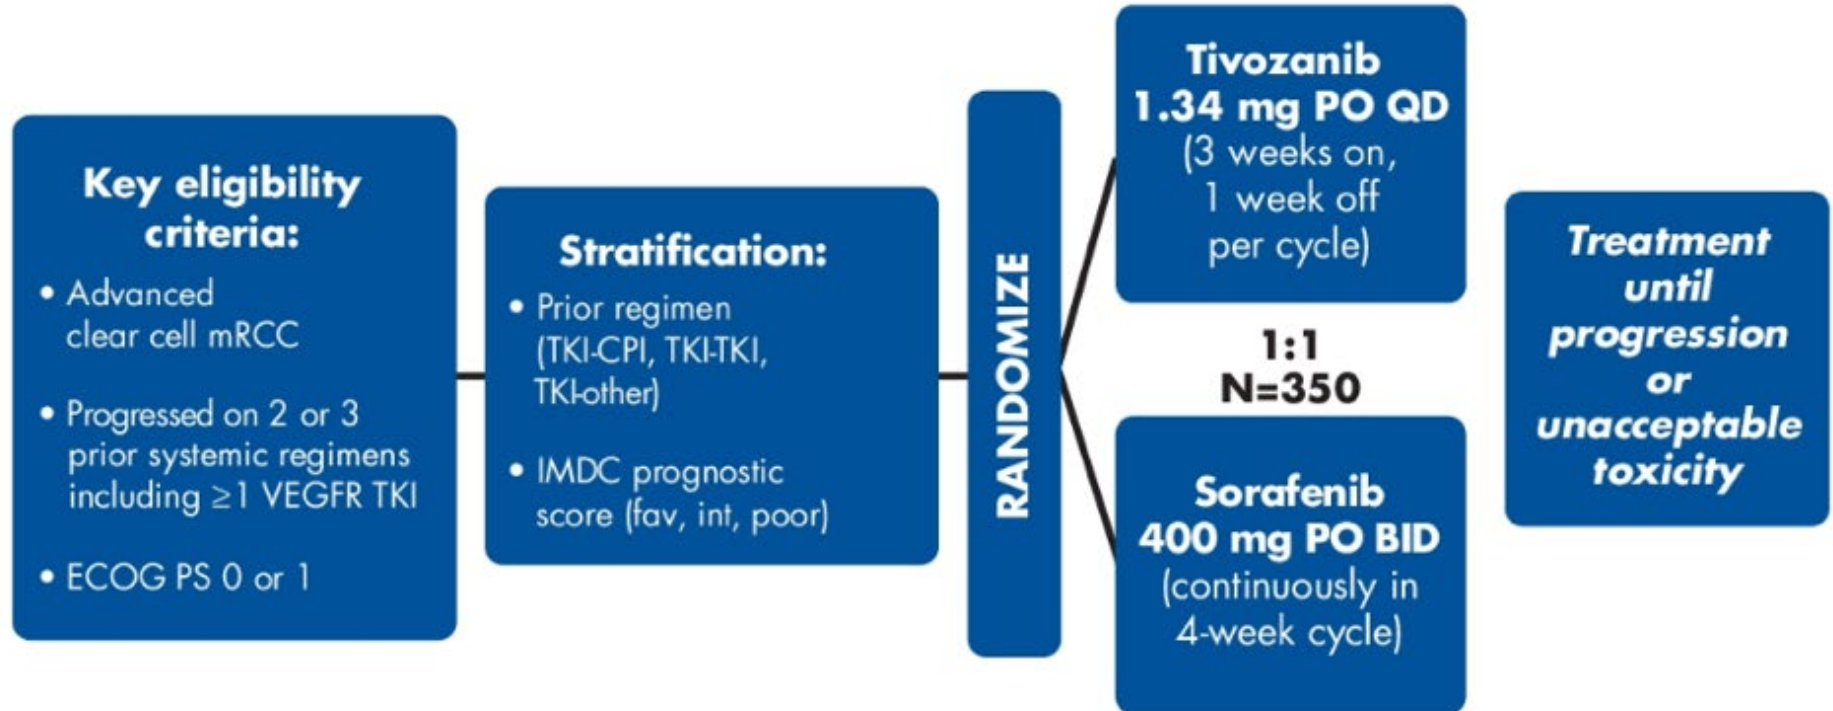 Key eligibility
criteria:
• Advanced
clear cell mRCC
• Progressed on 2 or 3
prior systemic regimens
including ≥1 VEGFR TKI
• ECOG PS 0 or 1
Stratification:
• Prior regimen
(TKI-CPI, TKI-TKI,
TKI-other)
• IMDC prognostic
score (fav, int, poor)
RANDOMIZE
Tivozanib
1.34 mg PO QD
(3 weeks on,
1 week off
per cycle)
1:1
N=350
Sorafenib
400 mg PO BID
(continuously in
4-week cycle)
Treatment
until
progression
or
unacceptable
toxicity